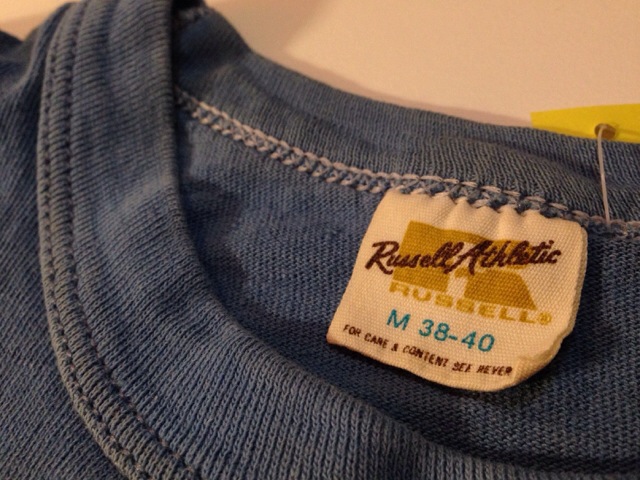 Russell Athletic
RUSSELL®
M 38-40
FOR CARE & CONTENT SEE REVER